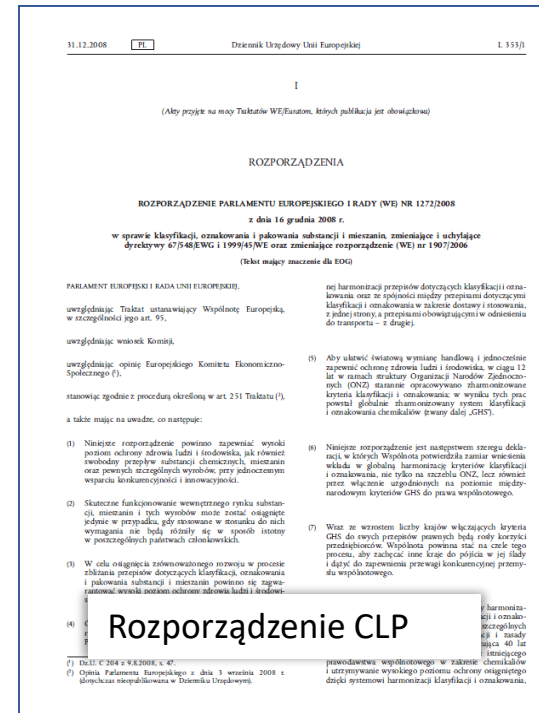 31.12.2008
PL
Dziennik Urzędowy Unii Europejskiej
L 353/1
I
(Akty przyjęte na mocy Traktatów WE/Euratom, których publikacja jest obowiązkowa)
ROZPORZĄDZENIA
ROZPORZĄDZENIE PARLAMENTU EUROPEJSKIEGO I RADY (WE) NR 1272/2008
z dnia 16 grudnia 2008 r.
w sprawie klasyfikacji, oznakowania i pakowania substancji i mieszanin, zmieniające i uchylające
dyrektywy 67/548/EWG i 1999/45/WE oraz zmieniające rozporządzenie (WE) nr 1907/2006
(Tekst mający znaczenie dla EOG)
PARLAMENT EUROPEJSKI I RADA UNII EUROPEJSKIEJ,
uwzględniając Traktat ustanawiający Wspólnotę Europejską,
w szczególności jego art. 95,
uwzględniając wniosek Komisji,
uwzględniając opinię Europejskiego Komitetu Ekonomiczno-
Społecznego (¹),
stanowiąc zgodnie z procedurą określoną w art. 251 Traktatu (²),
a także mając na uwadze, co następuje:
(1) Niniejsze rozporządzenie powinno zapewniać wysoki
poziom ochrony zdrowia ludzi i środowiska, jak również
swobodny przepływ substancji chemicznych, mieszanin
oraz pewnych szczególnych wyrobów, przy jednoczesnym
wsparciu konkurencyjności i innowacyjności.
(2) Skuteczne funkcjonowanie wewnętrznego rynku substan-
cji, mieszanin i tych wyrobów może zostać osiągnięte
jedynie w przypadku, gdy stosowane w stosunku do nich
wymagania nie będą różniły się w sposób istotny
w poszczególnych państwach członkowskich.
(3) W celu osiągnięcia zrównoważonego rozwoju w procesie
zbliżania przepisów dotyczących klasyfikacji, oznakowania
i pakowania substancji i mieszanin powinno się zagwa-
rantować wysoki poziom ochrony zdrowia ludzi i środowi-
(4)
(¹) Dz.U. C 204 z 9.8.2008, s. 47.
(²) Opinia Parlamentu Europejskiego z dnia 3 września 2008 r.
(dotychczas nieopublikowana w Dzienniku Urzędowym).
nej harmonizacji przepisów dotyczących klasyfikacji i ozna-
kowania oraz ze spójności między przepisami dotyczącymi
klasyfikacji i oznakowania w zakresie dostawy i stosowania,
z jednej strony, a przepisami obowiązującymi w odniesieniu
do transportu – z drugiej.
(5) Aby ułatwić światową wymianę handlową i jednocześnie
zapewnić ochronę zdrowia ludzi i środowiska, w ciągu 12
lat w ramach struktury Organizacji Narodów Zjednoczo-
nych (ONZ) starannie opracowywano zharmonizowane
kryteria klasyfikacji i oznakowania; w wyniku tych prac
powstał globalnie zharmonizowany system klasyfikacji
i oznakowania chemikaliów (zwany dalej „GHS”).
(6) Niniejsze rozporządzenie jest następstwem szeregu dekla-
racji, w których Wspólnota potwierdziła zamiar wniesienia
wkładu w globalną harmonizację kryteriów klasyfikacji
i oznakowania, nie tylko na szczeblu ONZ, lecz również
przez włączenie uzgodnionych na poziomie między-
narodowym kryteriów GHS do prawa wspólnotowego.
(7) Wraz ze wzrostem liczby krajów włączających kryteria
GHS do swych przepisów prawnych będą rosły korzyści
przedsiębiorców. Wspólnota powinna stać na czele tego
procesu, aby zachęcać inne kraje do pójścia w jej ślady
i dążyć do zapewnienia przewagi konkurencyjnej przemy-
słu wspólnotowego.
harmoniza-
cji i oznako-
szczególnych
cji i zasady
ająca 40 lat
istniejącego
prawodawstwa wspólnotowego w zakresie chemikaliów
i utrzymywanie wysokiego poziomu ochrony osiągniętego
dzięki systemowi harmonizacji klasyfikacji i oznakowania,
Rozporządzenie CLP